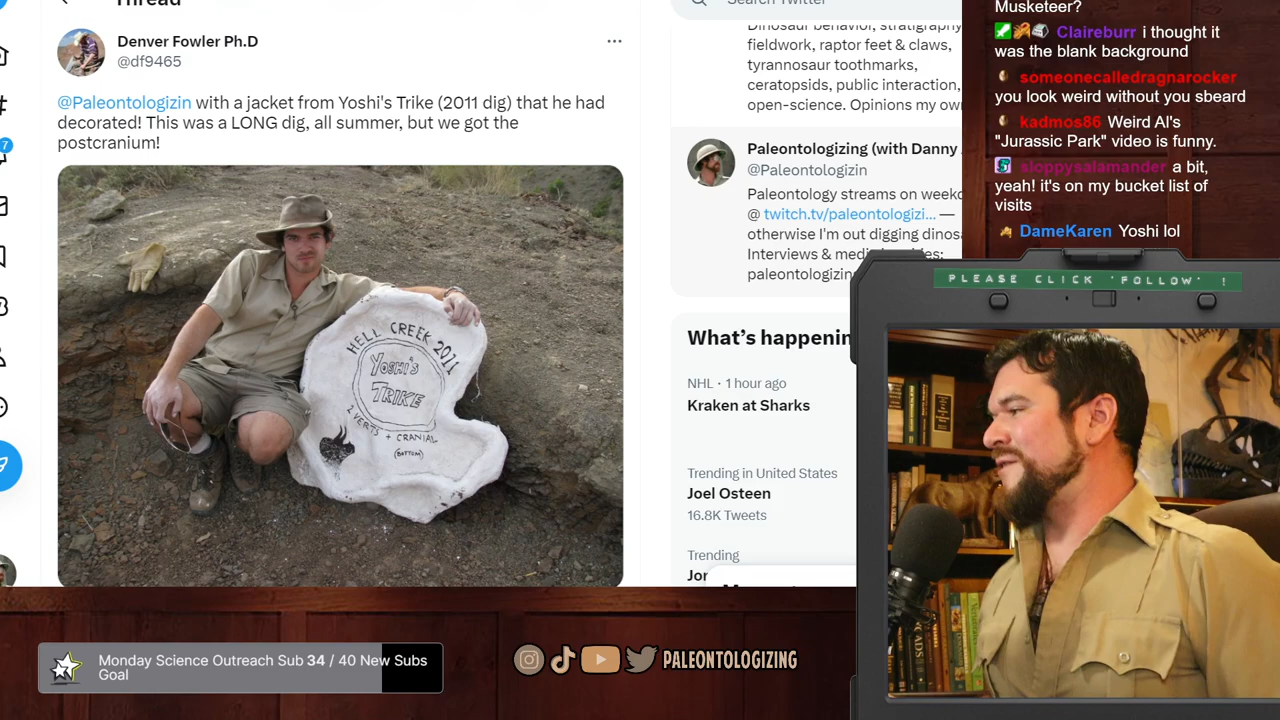 Thread
Denver Fowler Ph.D
@df9465
@Paleontologizin with a jacket from Yoshi's Trike (2011 dig) that he had
decorated! This was a LONG dig, all summer, but we got the
postcranium!
HELL CREEK 2011
YOSHI'S
TRIKE
2 VERTS + CRANIAL
(BOTTOM)
7
Search Twitter
Dinosaur behavior, stratigraphy
fieldwork, raptor feet & claws,
tyrannosaur toothmarks,
ceratopsids, public interaction,
open-science. Opinions my own
Paleontologizing (with Danny
@Paleontologizin
Paleontology streams on weekd
@ twitch.tv/paleontologizi... —
otherwise I'm out digging dinosa
Interviews & media
es:
paleontologizin
What's happenin
NHL · 1 hour ago
Kraken at Sharks
Trending in United States
Joel Osteen
16.8K Tweets
Trending
Jor
Musketeer?
Claireburr i thought it
was the blank background
someonecalledragnarocker
you look weird without you sbeard
kadmos86 Weird Al's
"Jurassic Park" video is funny.
sloppysalamander a bit,
yeah! it's on my bucket list of
visits
DameKaren Yoshi lol
PLEASE CLICK 'FOLLOW' !
Monday Science Outreach Sub 34 / 40 New Subs
Goal
PALEONTOLOGIZING